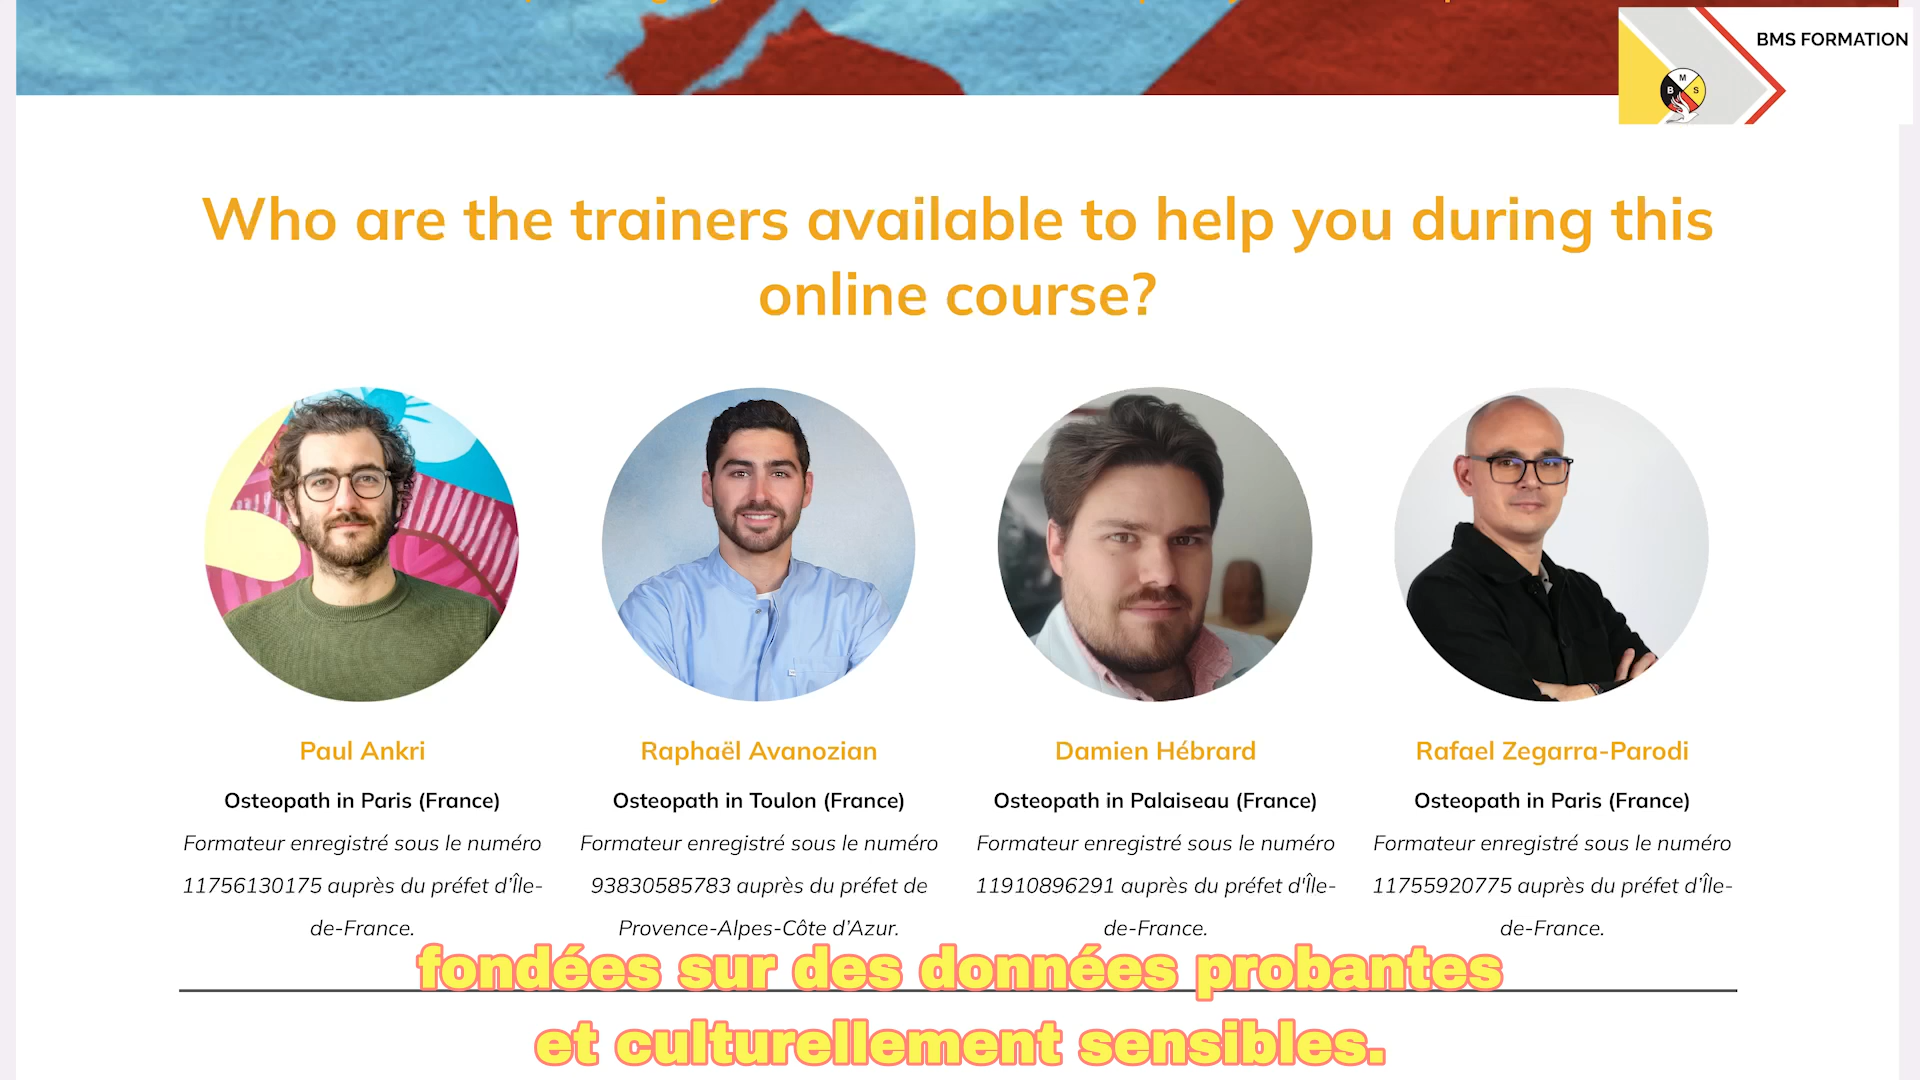 BMS FORMATION
M
B S
Who are the trainers available to help you during this
online course?
Paul Ankri
Osteopath in Paris (France)
Formateur enregistré sous le numéro
11756130175 auprès du préfet d’Île-
de-France.
Raphaël Avanozian
Osteopath in Toulon (France)
Formateur enregistré sous le numéro
93830585783 auprès du préfet de
Provence-Alpes-Côte d’Azur.
Damien Hébrard
Osteopath in Palaiseau (France)
Formateur enregistré sous le numéro
11910896291 auprès du préfet d'Île-
de-France.
Rafael Zegarra-Parodi
Osteopath in Paris (France)
Formateur enregistré sous le numéro
11755920775 auprès du préfet d’Île-
de-France.
fondées sur des données probantes
et culturellement sensibles.